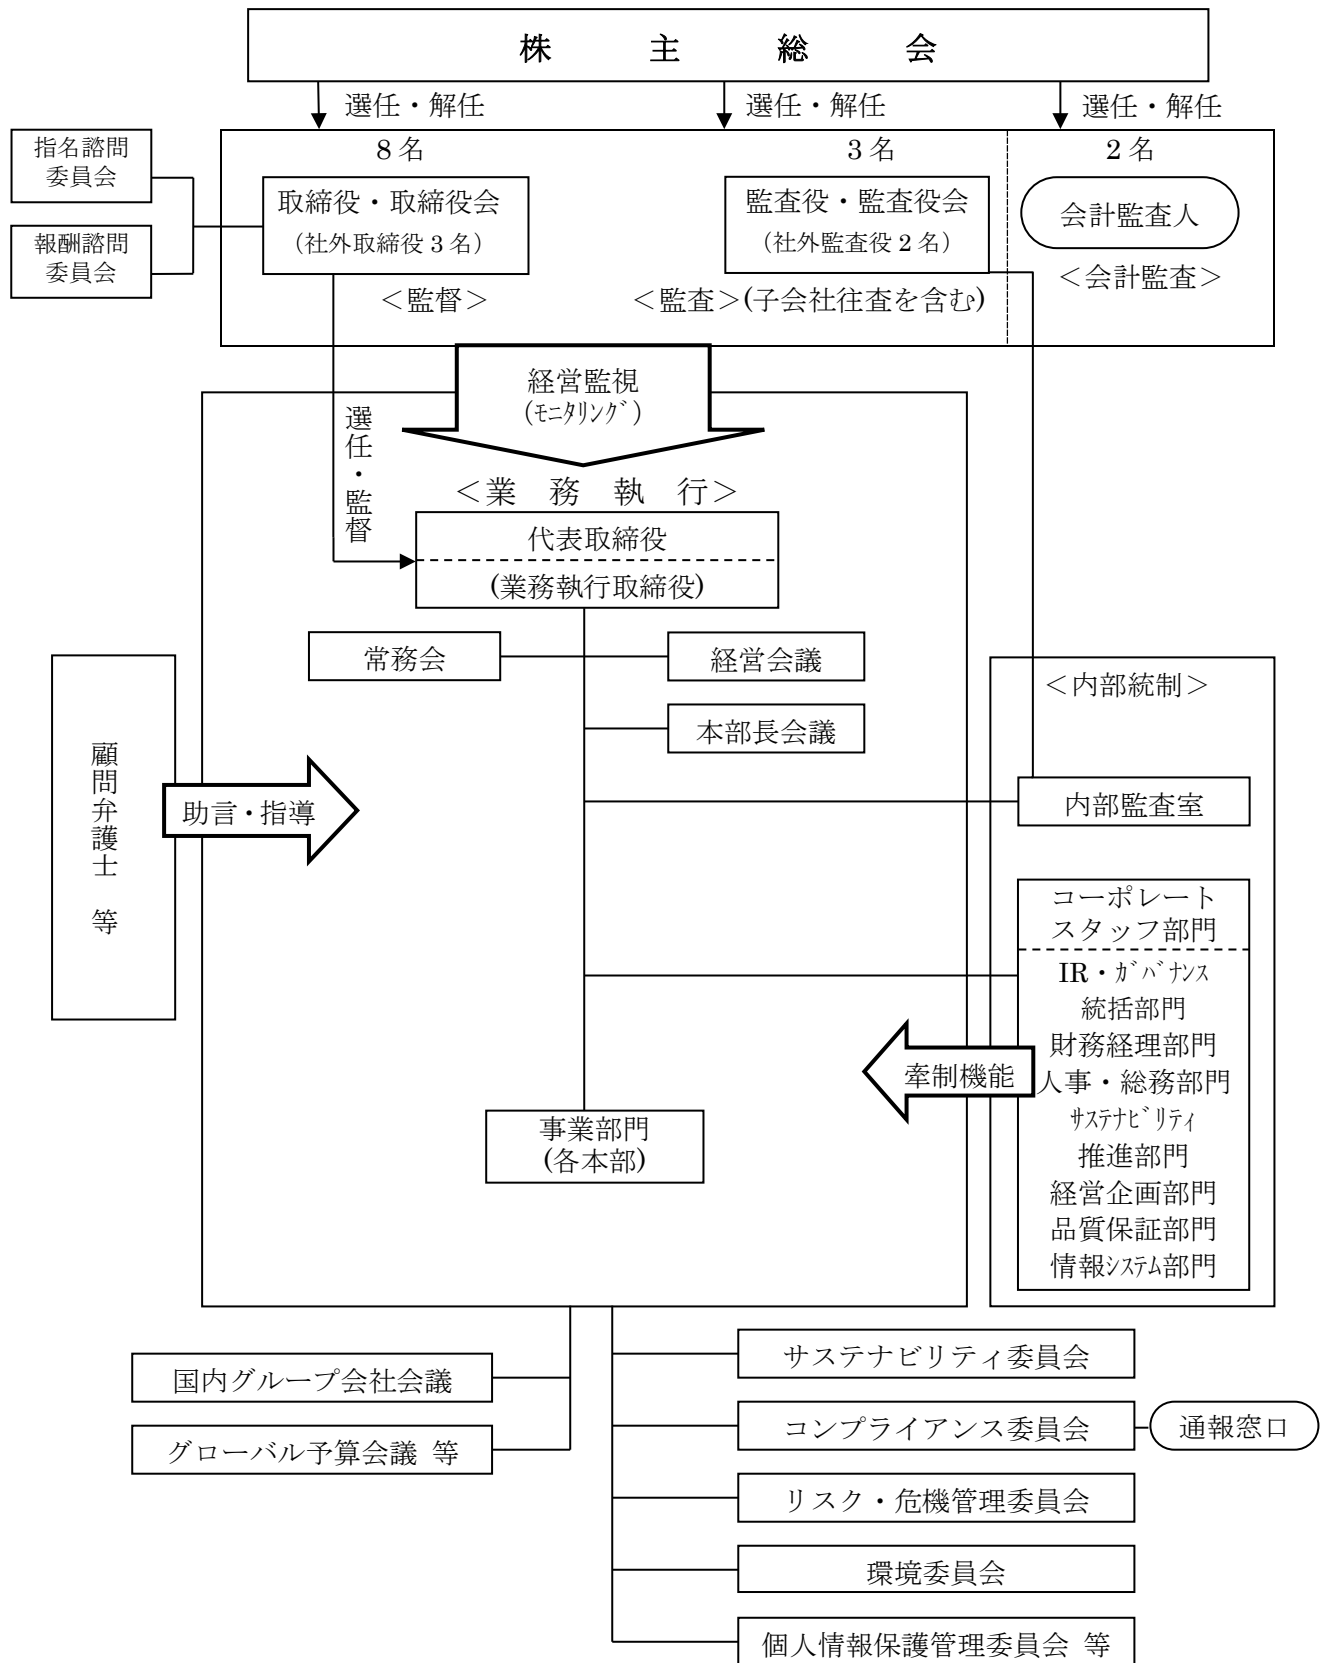 株主総会
選任・解任
選任・解任
選任・解任
指名諮問
委員会
報酬諮問
委員会
8名
取締役・取締役会
(社外取締役3名)
<監督>
3名
監査役・監査役会
(社外監査役2名)
<監査>(子会社往査を含む)
2名
会計監査人
<会計監査>
経営監視
(ﾓﾆﾀﾘﾝｸﾞ)
選任・監督
<業務執行>
代表取締役
(業務執行取締役)
常務会
経営会議
本部長会議
顧問弁護士 等
助言・指導
<内部統制>
内部監査室
コーポレート
スタッフ部門
IR・ｶﾞﾊﾞﾅﾝｽ
統括部門
財務経理部門
人事・総務部門
ｻｽﾃﾅﾋﾞﾘﾃｨ
推進部門
経営企画部門
品質保証部門
情報ｼｽﾃﾑ部門
牽制機能
事業部門
(各本部)
国内グループ会社会議
グローバル予算会議 等
サステナビリティ委員会
コンプライアンス委員会
通報窓口
リスク・危機管理委員会
環境委員会
個人情報保護管理委員会 等